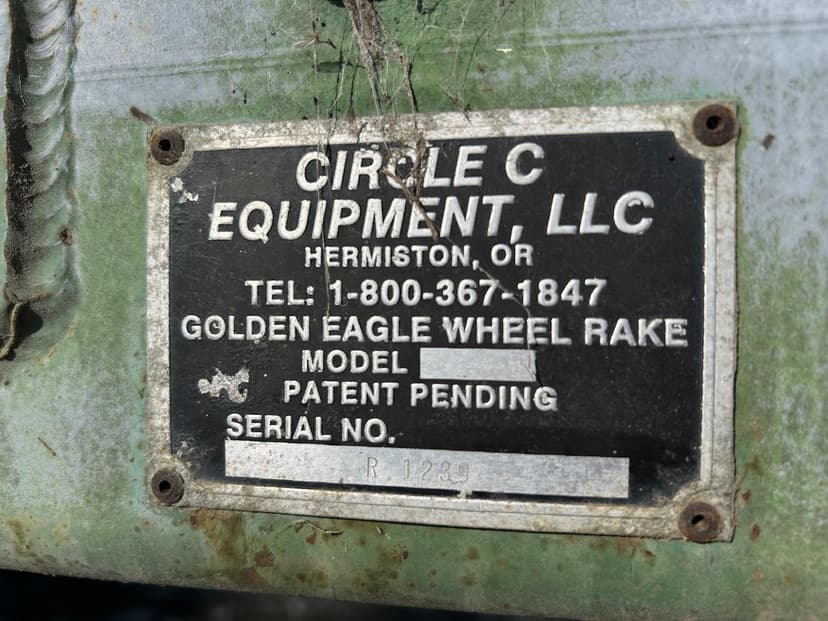 CIRCLE C
EQUIPMENT, LLC
HERMISTON, OR
TEL: 1-800-367-1847
GOLDEN EAGLE WHEEL RAKE
MODEL
PATENT PENDING
SERIAL NO.
R 1239